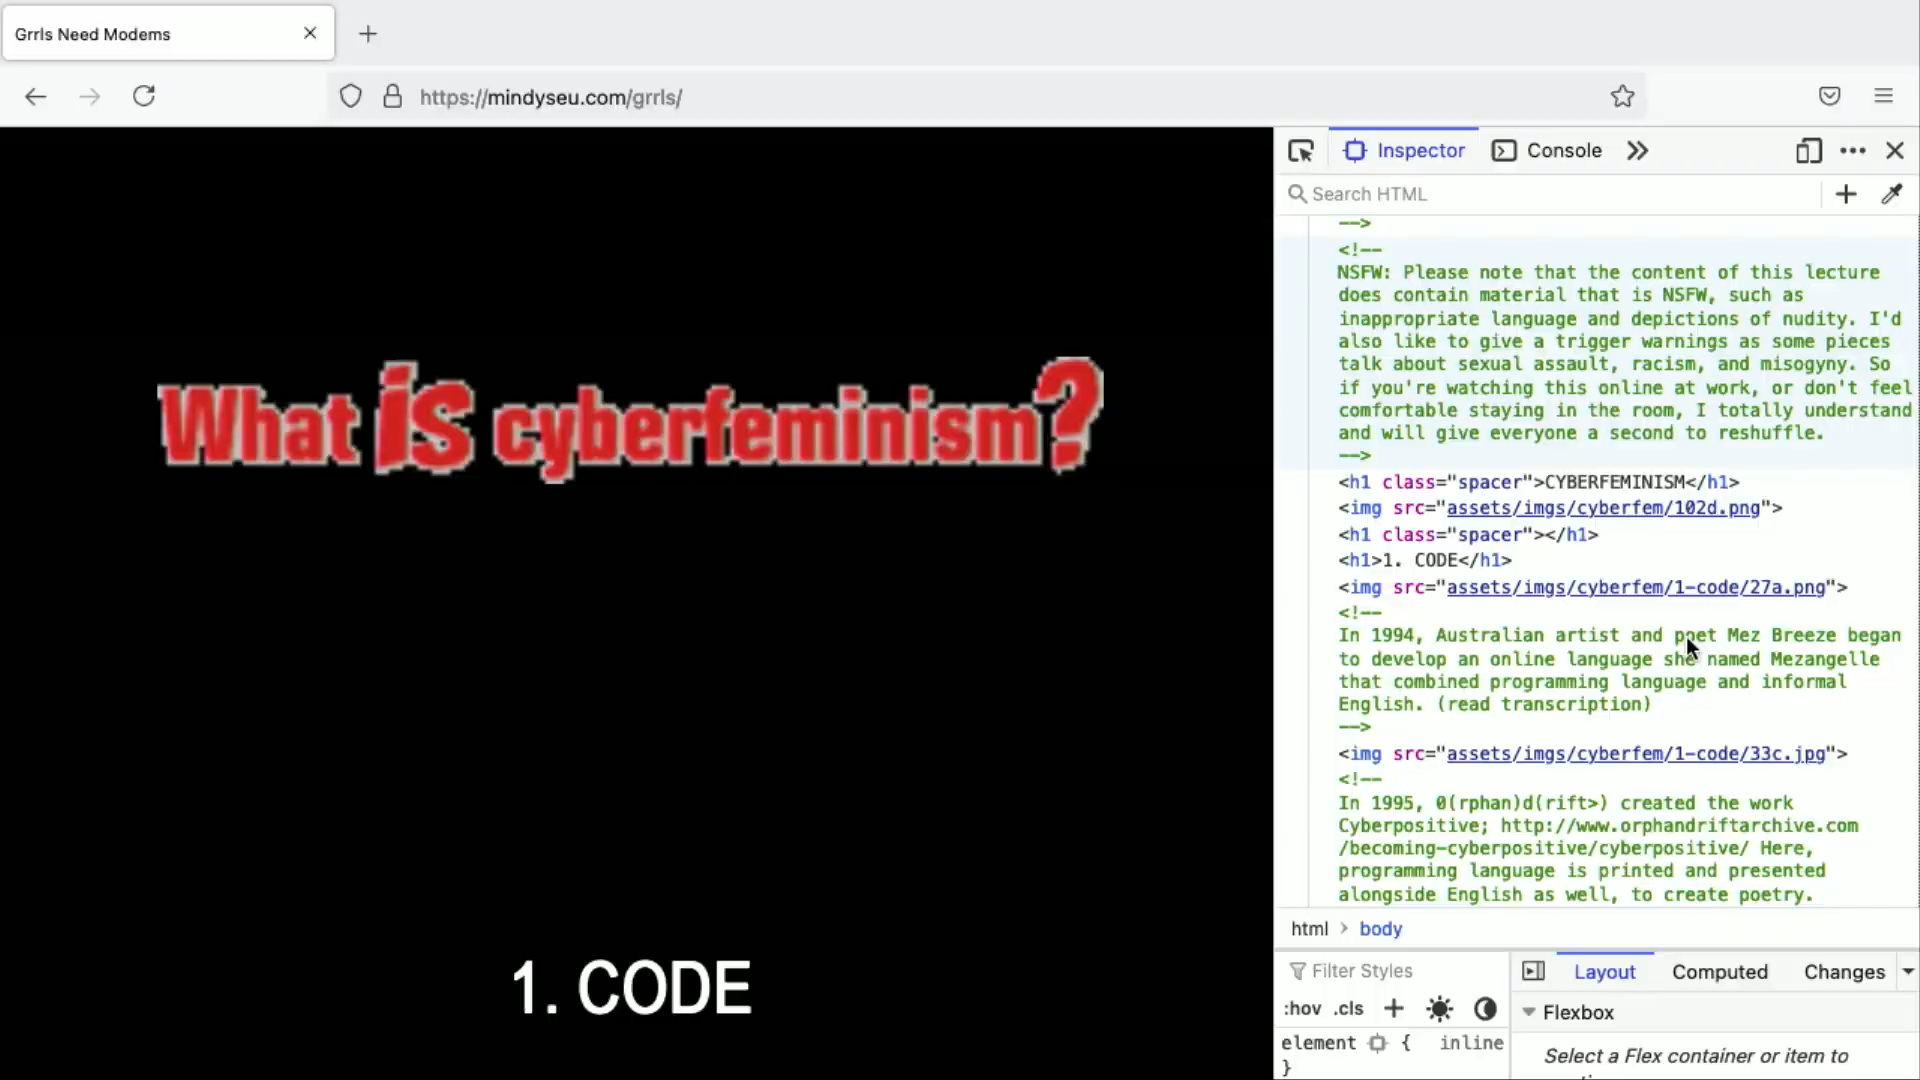 Grrls Need Modems
https://mindyseu.com/grrls/
What is cyberfeminism?
1. CODE
Inspector
Console
Search HTML
-->
<!--
NSFW: Please note that the content of this lecture
does contain material that is NSFW, such as
inappropriate language and depictions of nudity. I'd
also like to give a trigger warnings as some pieces
talk about sexual assault, racism, and misogyny. So
if you're watching this online at work, or don't feel
comfortable staying in the room, I totally understand
and will give everyone a second to reshuffle.
-->
<h1 class="spacer">CYBERFEMINISM</h1>
<img src="assets/imgs/cyberfem/102d.png">
<h1 class="spacer"></h1>
<h1>1. CODE</h1>
<img src="assets/imgs/cyberfem/1-code/27a.png">
<!--
In 1994, Australian artist and poet Mez Breeze began
to develop an online language she named Mezangelle
that combined programming language and informal
English. (read transcription)
-->
<img src="assets/imgs/cyberfem/1-code/33c.jpg">
<!--
In 1995, 0(rphan)d(rift>) created the work
Cyberpositive; http://www.orphandriftarchive.com
/becoming-cyberpositive/cyberpositive/ Here,
programming language is printed and presented
alongside English as well, to create poetry.
html > body
Filter Styles
:hov .cls +
element { inline
}
Layout
Computed
Changes
Flexbox
Select a Flex container or item to